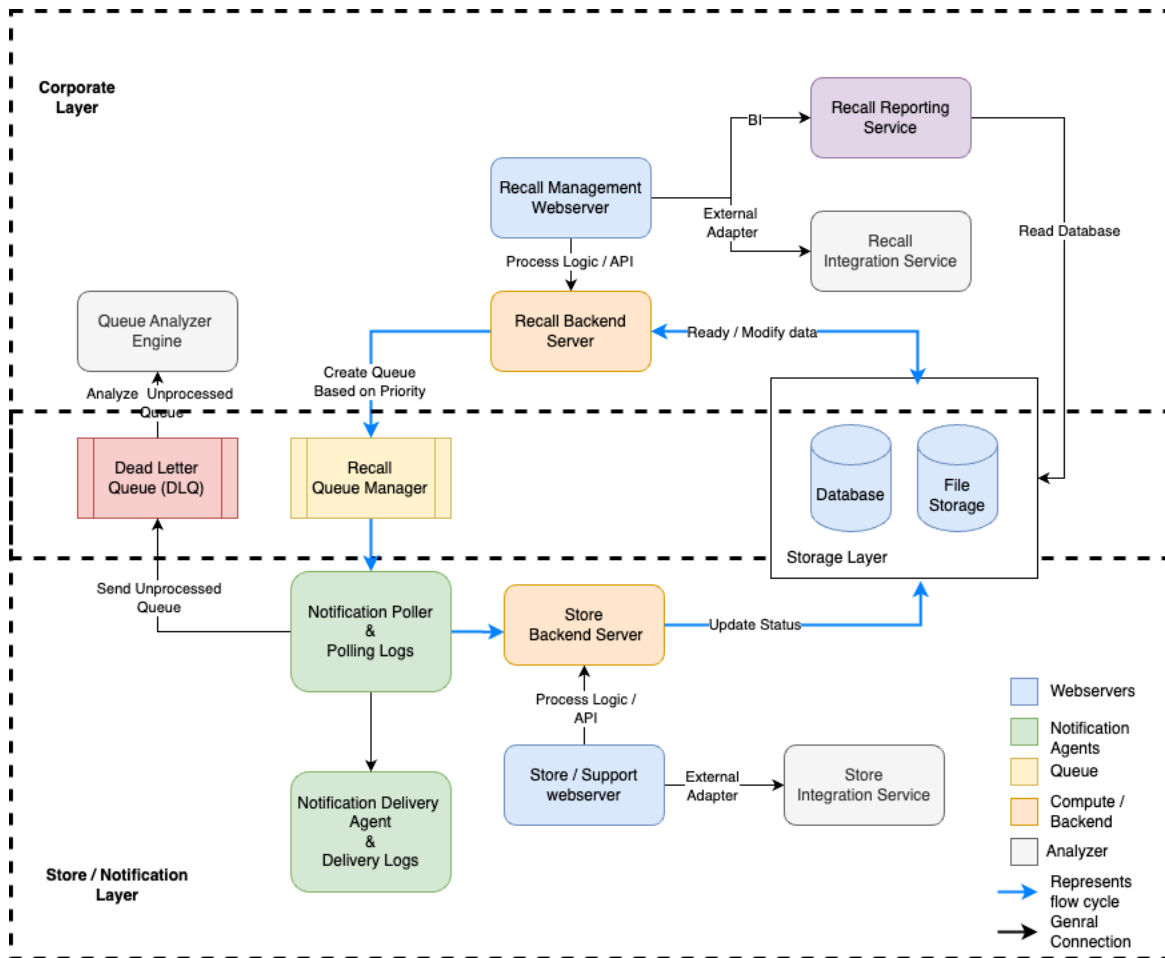 Corporate
Layer
Recall Reporting
Service
BI
Recall Management
Webserver
External
Adapter
Recall
Integration Service
Read Database
Process Logic / API
Queue Analyzer
Engine
Recall Backend
Server
Ready / Modify data
Create Queue
Based on Priority
Analyze Unprocessed
Queue
Dead Letter
Queue (DLQ)
Recall
Queue Manager
Database
File
Storage
Storage Layer
Send Unprocessed
Queue
Notification Poller
&
Polling Logs
Store
Backend Server
Update Status
Process Logic /
API
Store / Support
webserver
External
Adapter
Store
Integration Service
Notification Delivery
Agent
&
Delivery Logs
Store / Notification
Layer
Webservers
Notification
Agents
Queue
Compute /
Backend
Analyzer
Represents
flow cycle
Genral
Connection